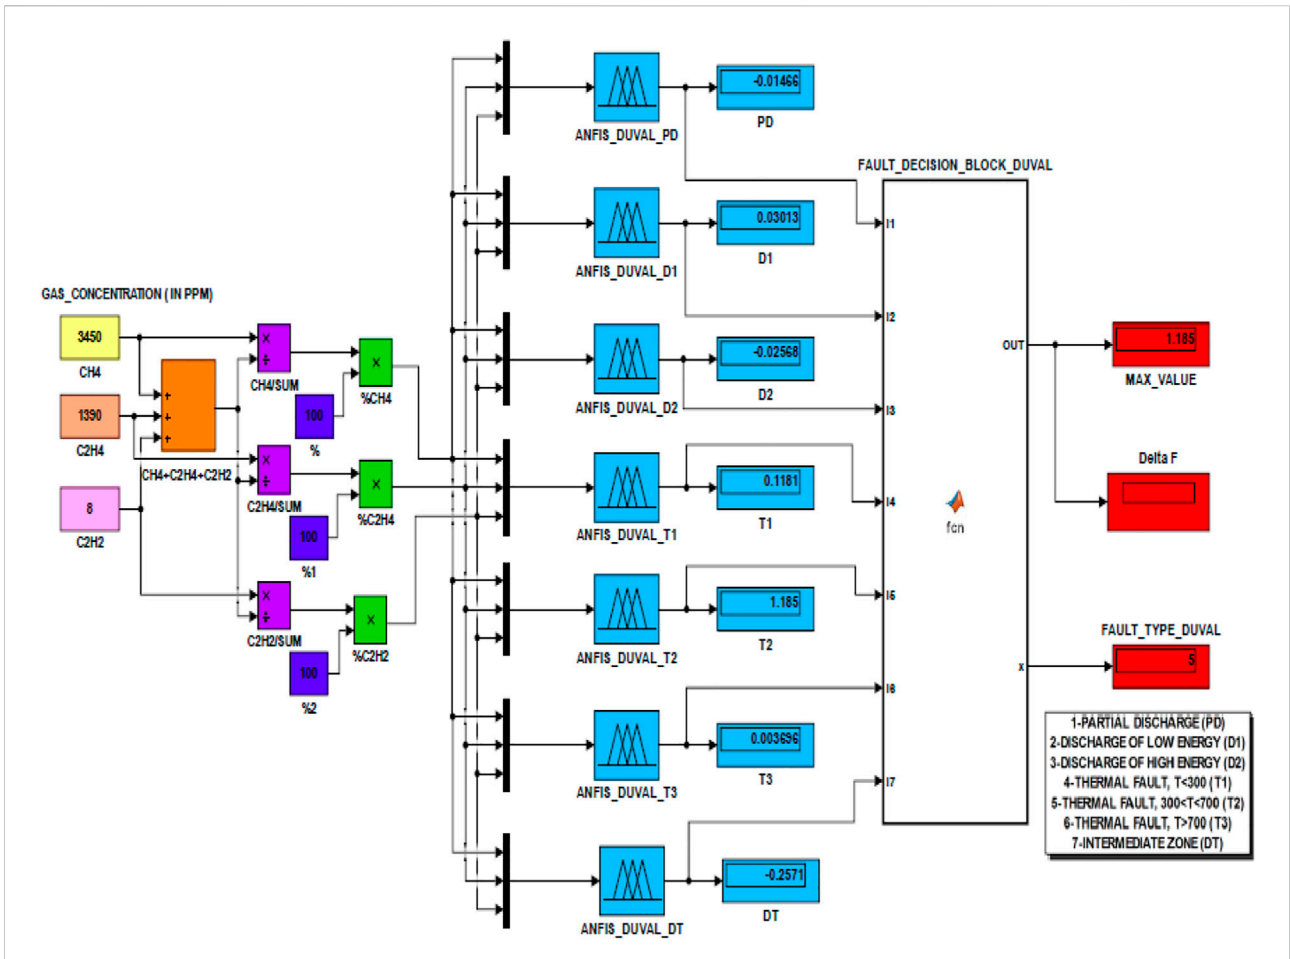 -0.01466
ANFIS_DUVAL_PD
PD
FAULT_DECISION_BLOCK_DUVAL
0.03013
I1
ANFIS_DUVAL_D1
D1
GAS_CONCENTRATION ( IN PPM)
3450
CH4
×
÷
CH4/SUM
×
%CH4
I2
OUT
1.185
MAX_VALUE
-0.02568
ANFIS_DUVAL_D2
D2
I3
1390
C2H4
+
+
+
CH4+C2H4+C2H2
100
%
×
÷
C2H4/SUM
×
%C2H4
Delta F
0.1181
ANFIS_DUVAL_T1
T1
I4
fcn
8
C2H2
100
%1
×
÷
C2H2/SUM
×
%C2H2
1.185
ANFIS_DUVAL_T2
T2
I5
FAULT_TYPE_DUVAL
x
5
100
%2
I6
0.003696
ANFIS_DUVAL_T3
T3
I7
1-PARTIAL DISCHARGE (PD)
2-DISCHARGE OF LOW ENERGY (D1)
3-DISCHARGE OF HIGH ENERGY (D2)
4-THERMAL FAULT, T<300 (T1)
5-THERMAL FAULT, 300<T<700 (T2)
6-THERMAL FAULT, T>700 (T3)
7-INTERMEDIATE ZONE (DT)
-0.2571
ANFIS_DUVAL_DT
DT